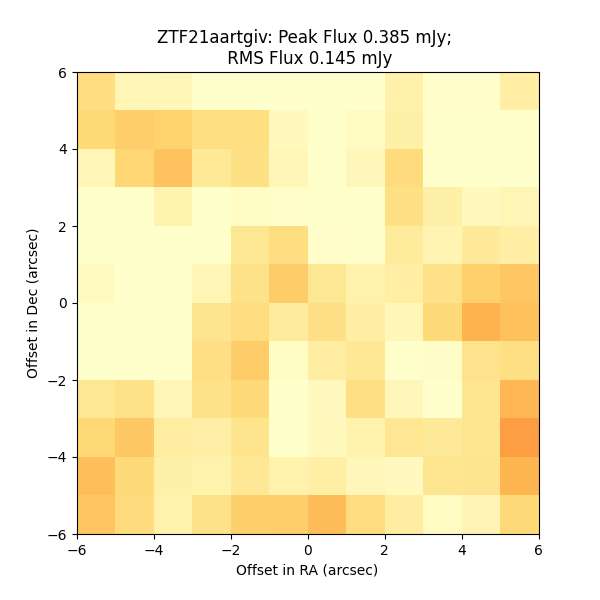 ZTF21aartgiv: Peak Flux 0.385 mJy;
RMS Flux 0.145 mJy
6
4
2
0
−2
−4
−6
Offset in Dec (arcsec)
−6 −4 −2 0 2 4 6
Offset in RA (arcsec)